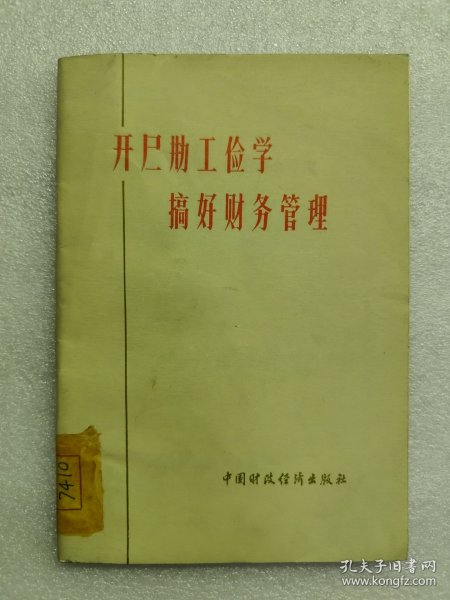 开展勤工俭学
搞好财务管理
7410
中国财政经济出版社
孔夫子旧书网
www.kongfz.com